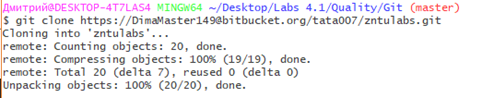 Дмитрий@DESKTOP-4T7LAS4 MINGW64 ~/Desktop/Labs 4.1/Quality/Git (master)
$ git clone https://DimaMaster149@bitbucket.org/tata007/zntulabs.git
Cloning into 'zntulabs'...
remote: Counting objects: 20, done.
remote: Compressing objects: 100% (19/19), done.
remote: Total 20 (delta 7), reused 0 (delta 0)
Unpacking objects: 100% (20/20), done.